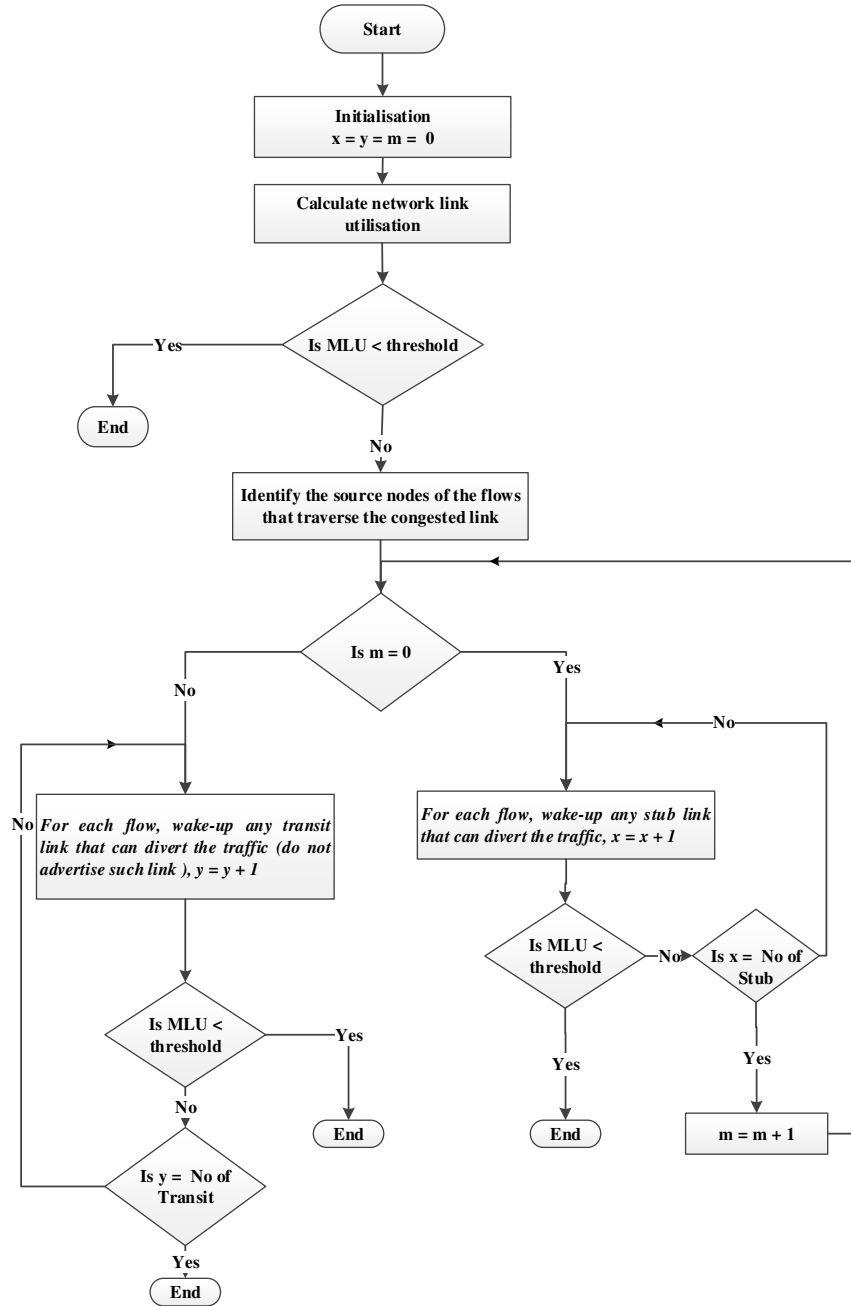 Start
Initialisation
x = y = m = 0
Calculate network link
utilisation
Is MLU < threshold
Yes
End
No
Identify the source nodes of the flows
that traverse the congested link
Is m = 0
No
Yes
No
For each flow, wake-up any transit
link that can divert the traffic (do not
advertise such link ), y = y + 1
No
For each flow, wake-up any stub link
that can divert the traffic, x = x + 1
Is MLU <
threshold
No
Is x = No of
Stub
Is MLU <
threshold
Yes
Yes
Yes
No
End
End
m = m + 1
Is y = No of
Transit
Yes
End